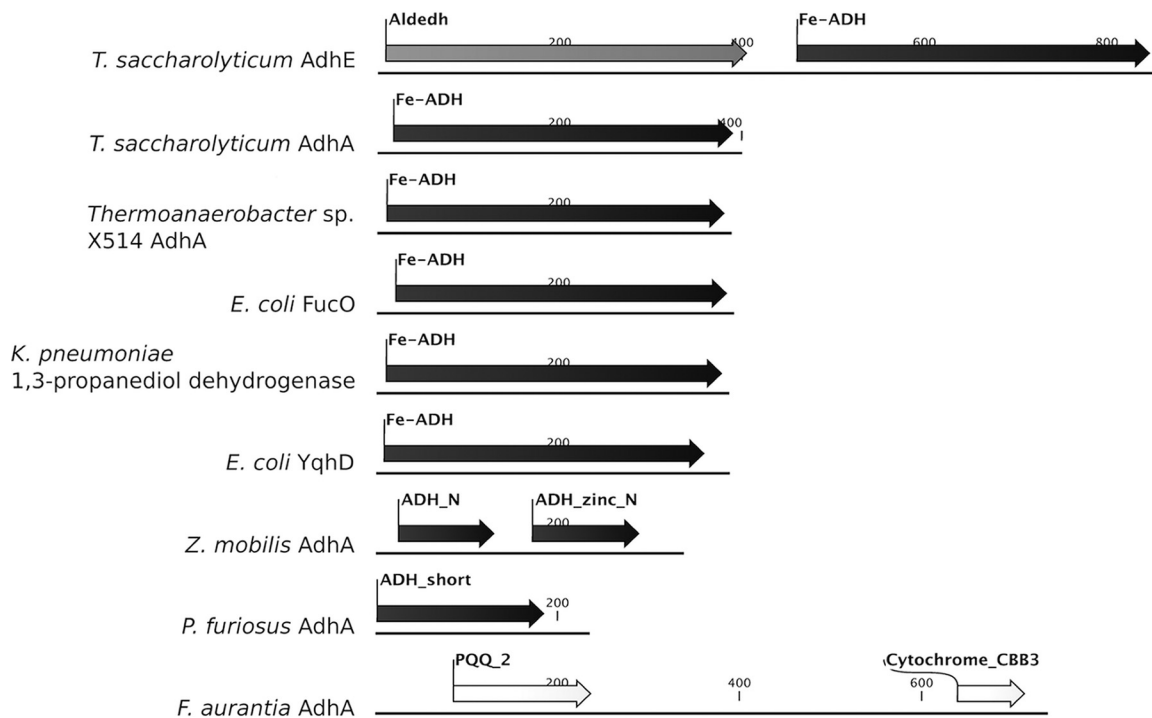 Aldedh Fe-ADH
200 400 600 800
T. saccharolyticum AdhE
Fe-ADH
200 400
T. saccharolyticum AdhA
Fe-ADH
200
Thermoanaerobacter sp.
X514 AdhA
Fe-ADH
200
E. coli FucO
Fe-ADH
K. pneumoniae
200
1,3-propanediol dehydrogenase
Fe-ADH
200
E. coli YqhD
ADH_N ADH_zinc_N
200
Z. mobilis AdhA
ADH_short
200
P. furiosus AdhA
PQQ_2 Cytochrome_CBB3
200 400 600
F. aurantia AdhA